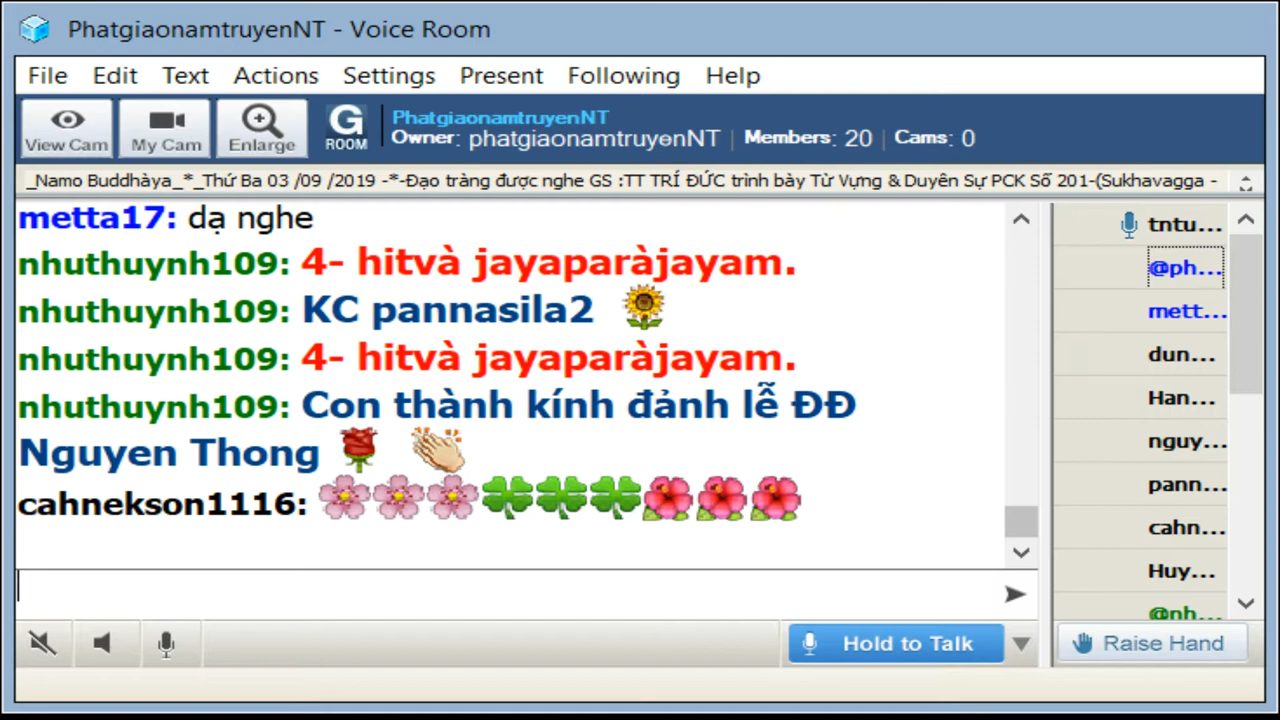 PhatgiaonamtruyenNT - Voice Room
File Edit Text Actions Settings Present Following Help
View Cam My Cam Enlarge G ROOM
PhatgiaonamtruyenNT
Owner: phatgiaonamtruyenNT | Members: 20 | Cams: 0
_Namo Buddhàya_*_Thứ Ba 03 /09 /2019 -*-Đạo tràng được nghe GS :TT TRÍ ĐỨC trình bày Từ Vựng & Duyên Sự PCK Số 201-(Sukhavagga -
metta17: dạ nghe
nhuthuynh109: 4- hitvà jayaparàjayam.
nhuthuynh109: KC pannasila2
nhuthuynh109: 4- hitvà jayaparàjayam.
nhuthuynh109: Con thành kính đảnh lễ ĐĐ
Nguyen Thong
cahnekson1116:
tntu...
@ph...
mett...
dun...
Han...
nguy...
pann...
cahn...
Huy...
@nh...
Hold to Talk
Raise Hand